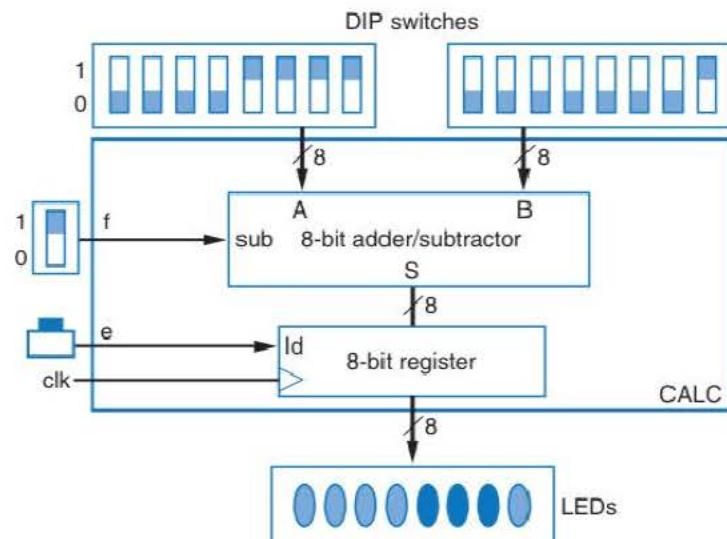 DIP switches
1
0
8
8
A
B
1
0
f
sub
8-bit adder/subtractor
S
8
e
ld
8-bit register
clk
CALC
8
LEDs